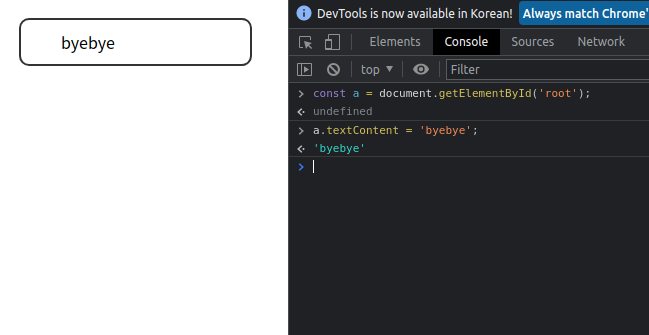 byebye
DevTools is now available in Korean! Always match Chrome'
Elements Console Sources Network
top Filter
const a = document.getElementById('root');
undefined
a.textContent = 'byebye';
'byebye'